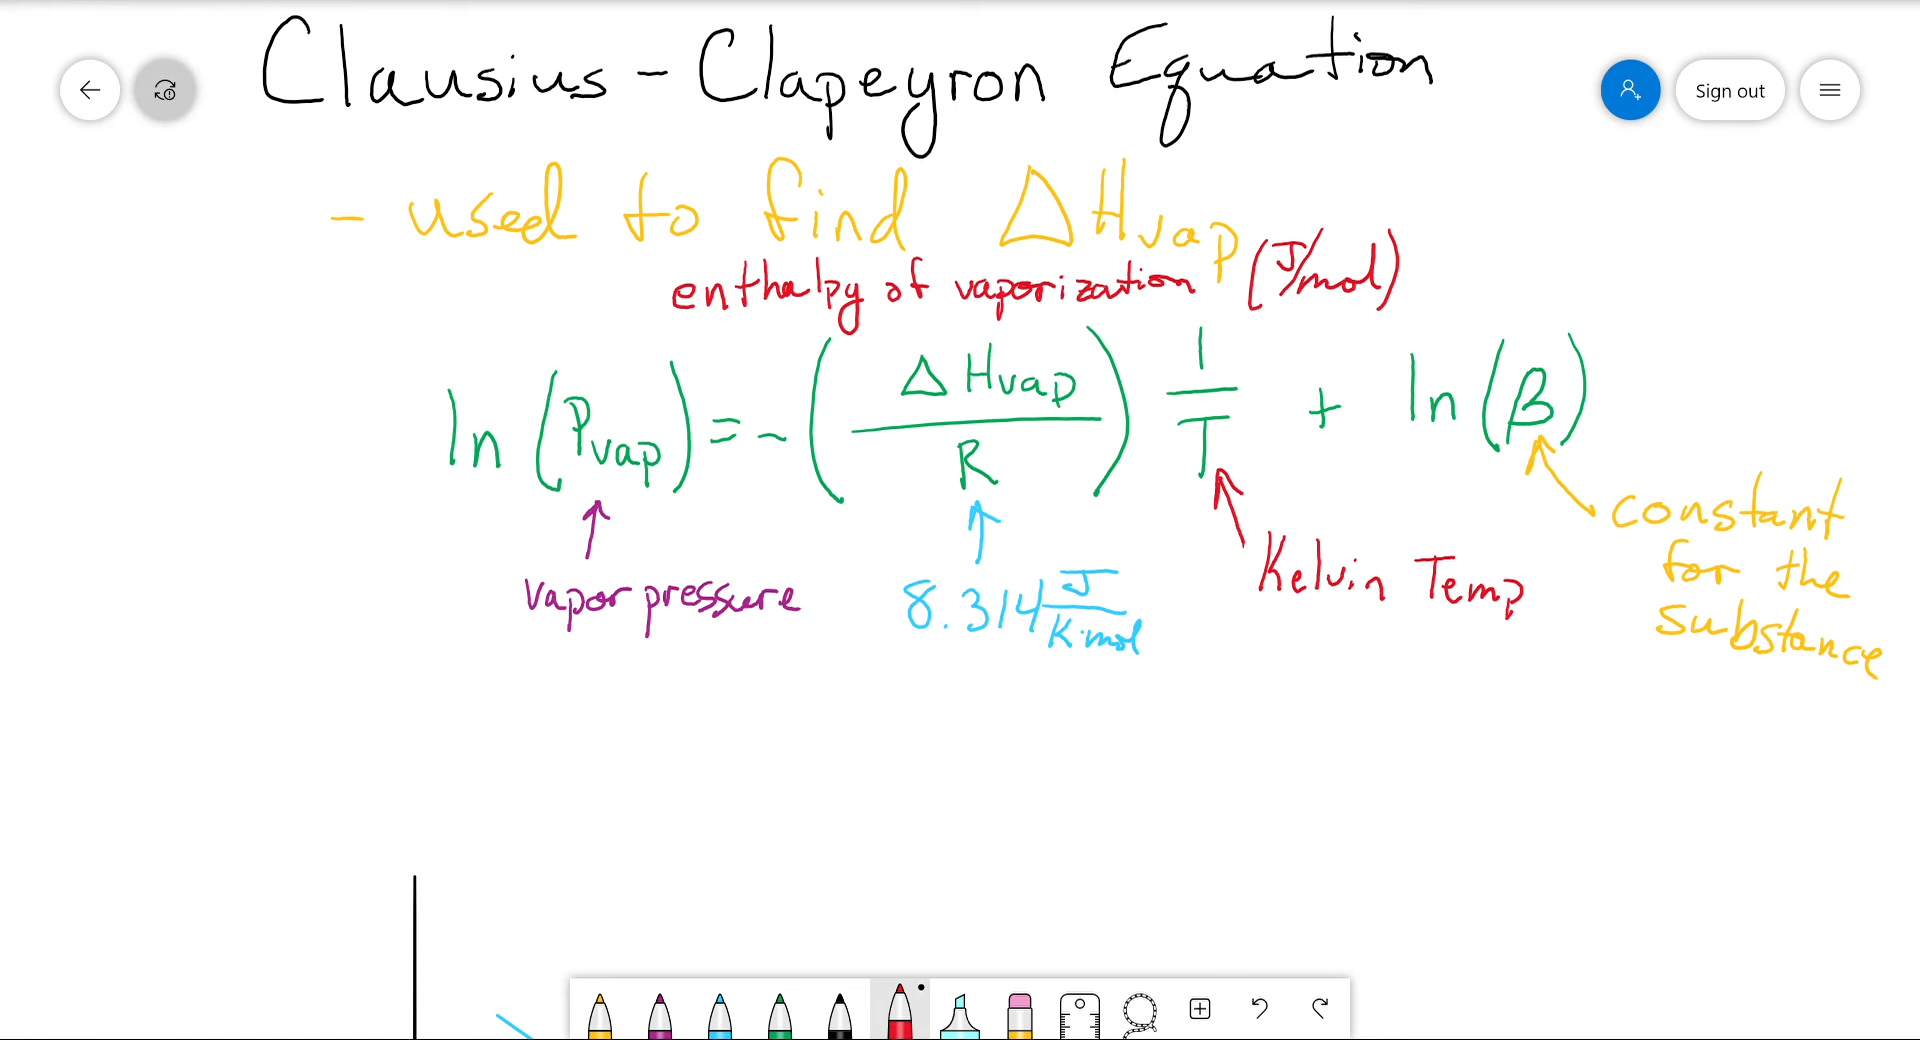 Clausius - Clapeyron Equation
Sign out
- used to find ΔHvap
enthalpy of vaporization (J/mol)
ln (Pvap) = - (ΔHvap / R) 1/T + ln (β)
vapor pressure
8.314 J/K·mol
Kelvin Temp
constant
for the
substance